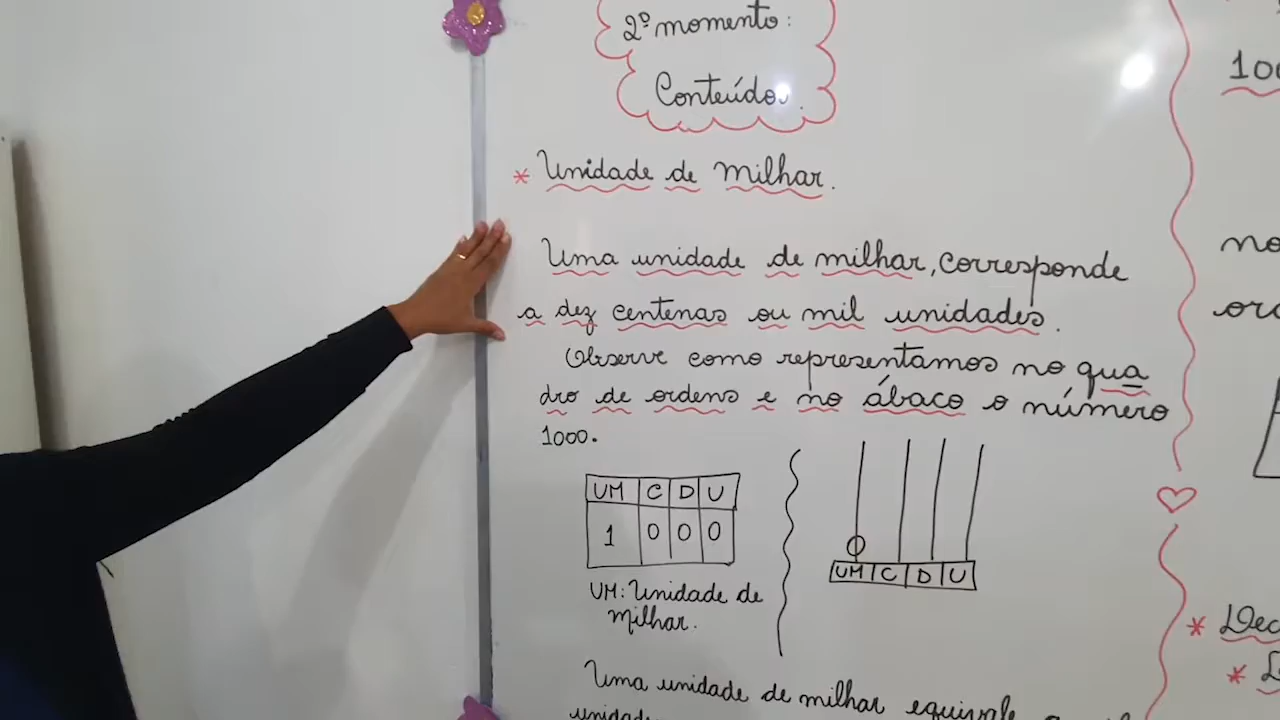 2º momento:
Conteúdo.
* Unidade de milhar.
Uma unidade de milhar, corresponde
a dez centenas ou mil unidades.
Observe como representamos no qua
dro de ordens e no ábaco o número
1000.
UM C D U
1 0 0 0
UM: Unidade de
milhar.
UM C D U
Uma unidade de milhar equivale a
* Dec
*